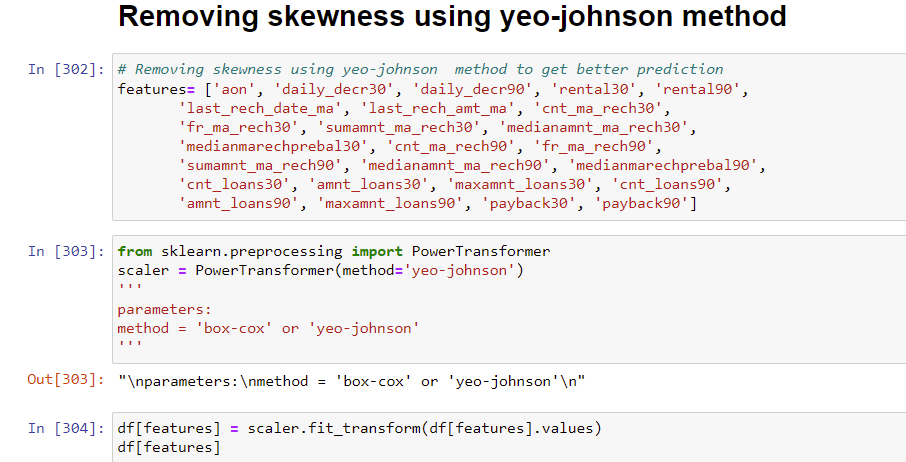 Removing skewness using yeo-johnson method
In [302]: # Removing skewness using yeo-johnson  method to get better prediction
features= ['aon', 'daily_decr30', 'daily_decr90', 'rental30', 'rental90',
'last_rech_date_ma', 'last_rech_amt_ma', 'cnt_ma_rech30',
'fr_ma_rech30', 'sumamnt_ma_rech30', 'medianamnt_ma_rech30',
'medianmarechprebal30', 'cnt_ma_rech90', 'fr_ma_rech90',
'sumamnt_ma_rech90', 'medianamnt_ma_rech90', 'medianmarechprebal90',
'cnt_loans30', 'amnt_loans30', 'maxamnt_loans30', 'cnt_loans90',
'amnt_loans90', 'maxamnt_loans90', 'payback30', 'payback90']
In [303]: from sklearn.preprocessing import PowerTransformer
scaler = PowerTransformer(method='yeo-johnson')
'''
parameters:
method = 'box-cox' or 'yeo-johnson'
'''
Out[303]: "\nparameters:\nmethod = 'box-cox' or 'yeo-johnson'\n"
In [304]: df[features] = scaler.fit_transform(df[features].values)
df[features]